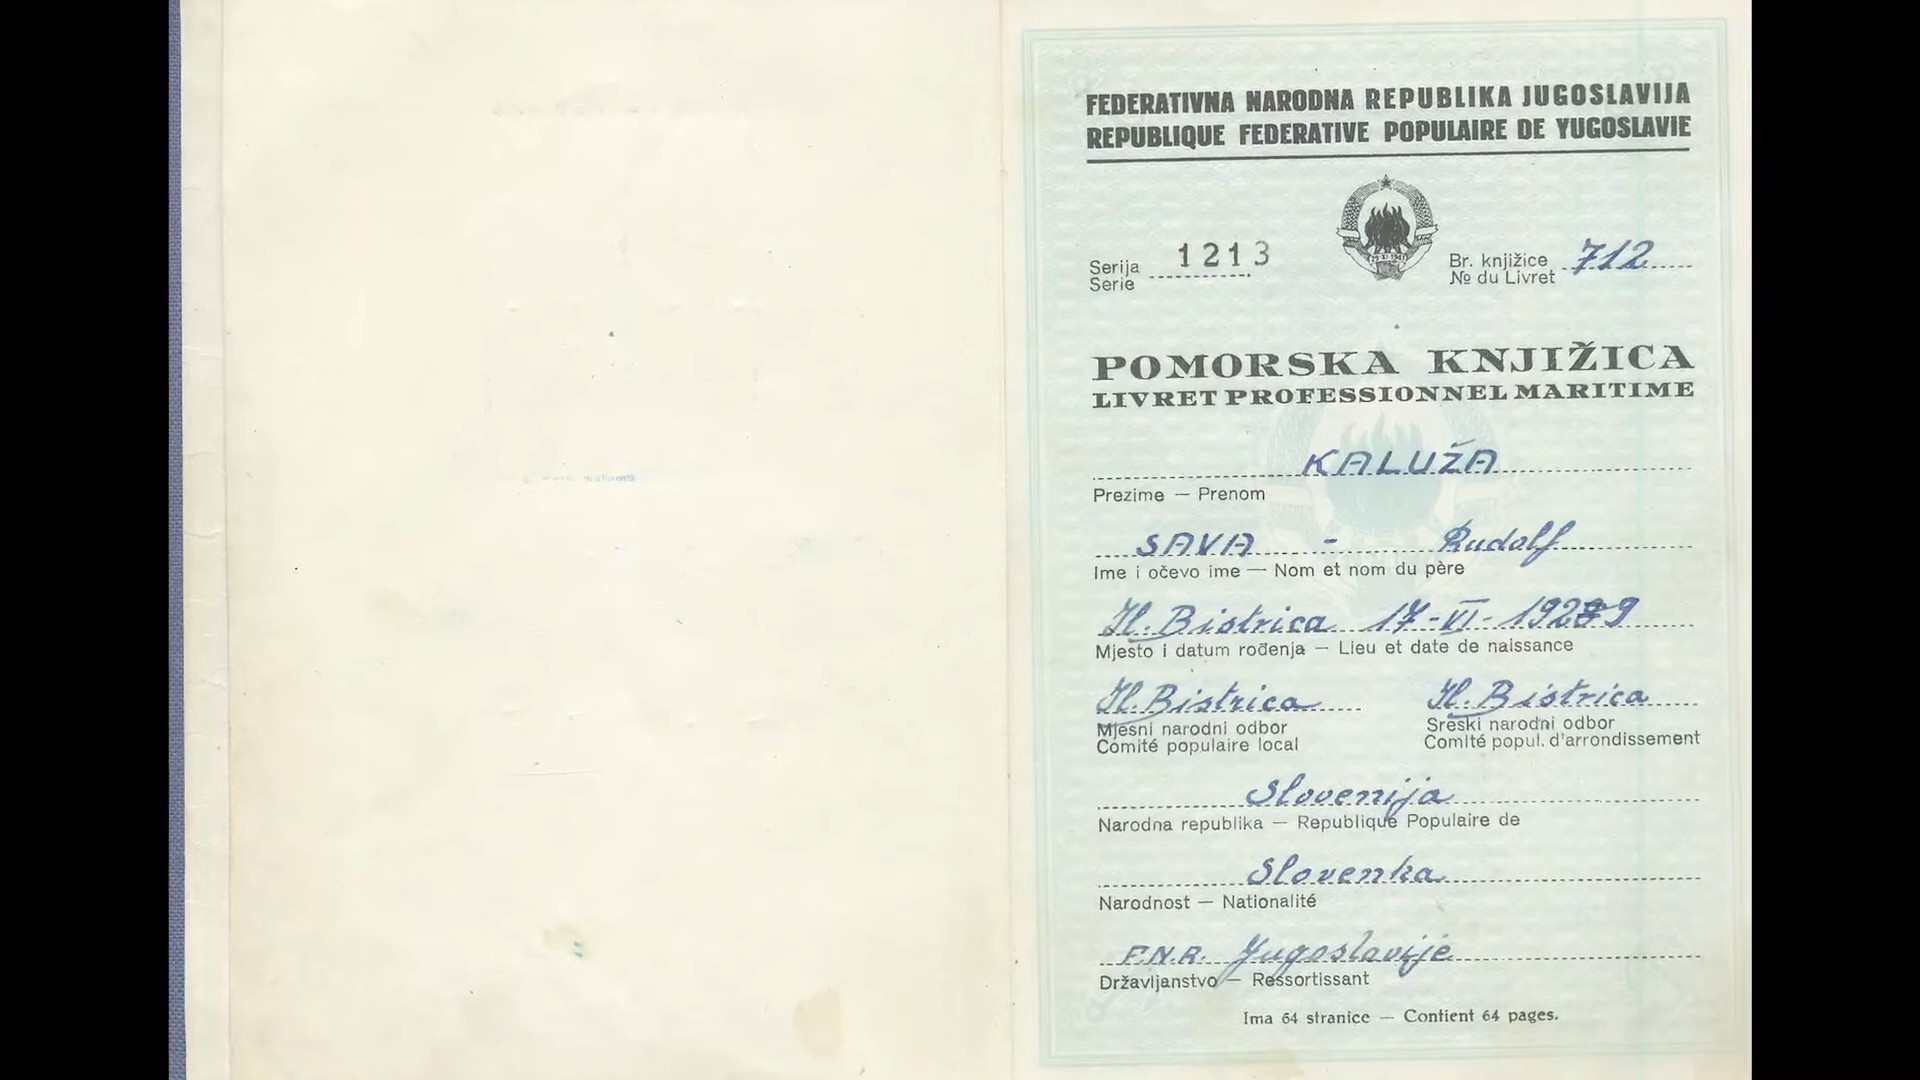 FEDERATIVNA NARODNA REPUBLIKA JUGOSLAVIJA
REPUBLIQUE FEDERATIVE POPULAIRE DE YUGOSLAVIE
Serija 1213
Serie
29·XI·1943
Br. knjižice 712
№ du Livret
POMORSKA KNJIŽICA
LIVRET PROFESSIONNEL MARITIME
KALUŽA
Prezime — Prenom
SAVA - Rudolf
Ime i očevo ime — Nom et nom du père
Il. Bistrica 17-VI-1929
Mjesto i datum rođenja — Lieu et date de naissance
Il. Bistrica Il. Bistrica
Mjesni narodni odbor Sreski narodni odbor
Comité populaire local Comité popul. d'arrondissement
Slovenija
Narodna republika — Republique Populaire de
Slovenka
Narodnost — Nationalité
F.N.R. Jugoslavije
Državljanstvo — Ressortissant
Ima 64 stranice — Contient 64 pages.